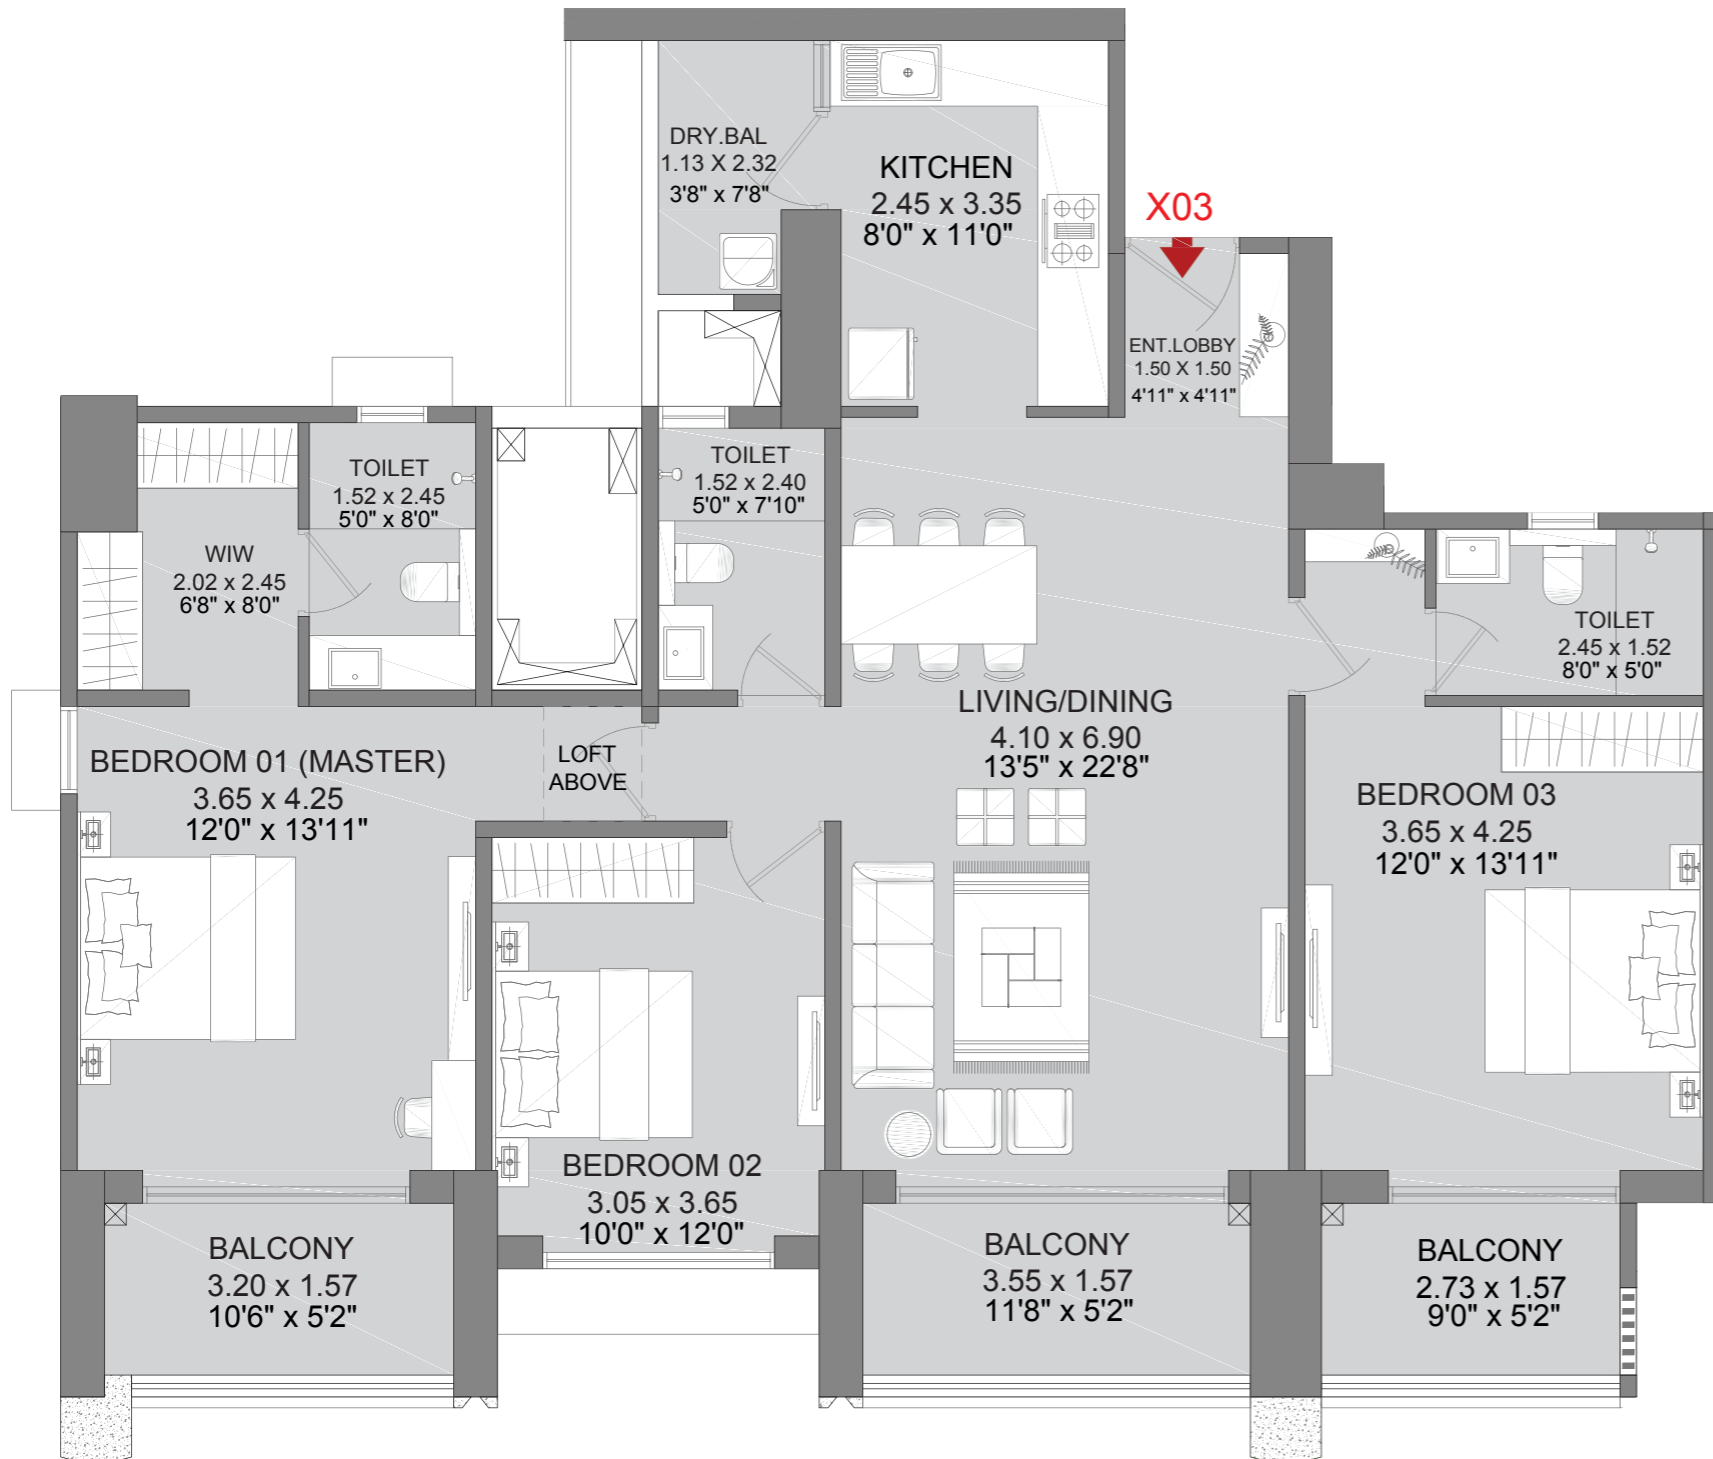 DRY.BAL
1.13 X 2.32
3'8" x 7'8"
KITCHEN
2.45 x 3.35
8'0" x 11'0"
X03
ENT.LOBBY
1.50 X 1.50
4'11" x 4'11"
TOILET
1.52 x 2.45
5'0" x 8'0"
TOILET
1.52 x 2.40
5'0" x 7'10"
WIW
2.02 x 2.45
6'8" x 8'0"
TOILET
2.45 x 1.52
8'0" x 5'0"
BEDROOM 01 (MASTER)
3.65 x 4.25
12'0" x 13'11"
LOFT
ABOVE
LIVING/DINING
4.10 x 6.90
13'5" x 22'8"
BEDROOM 03
3.65 x 4.25
12'0" x 13'11"
BEDROOM 02
3.05 x 3.65
10'0" x 12'0"
BALCONY
3.20 x 1.57
10'6" x 5'2"
BALCONY
3.55 x 1.57
11'8" x 5'2"
BALCONY
2.73 x 1.57
9'0" x 5'2"